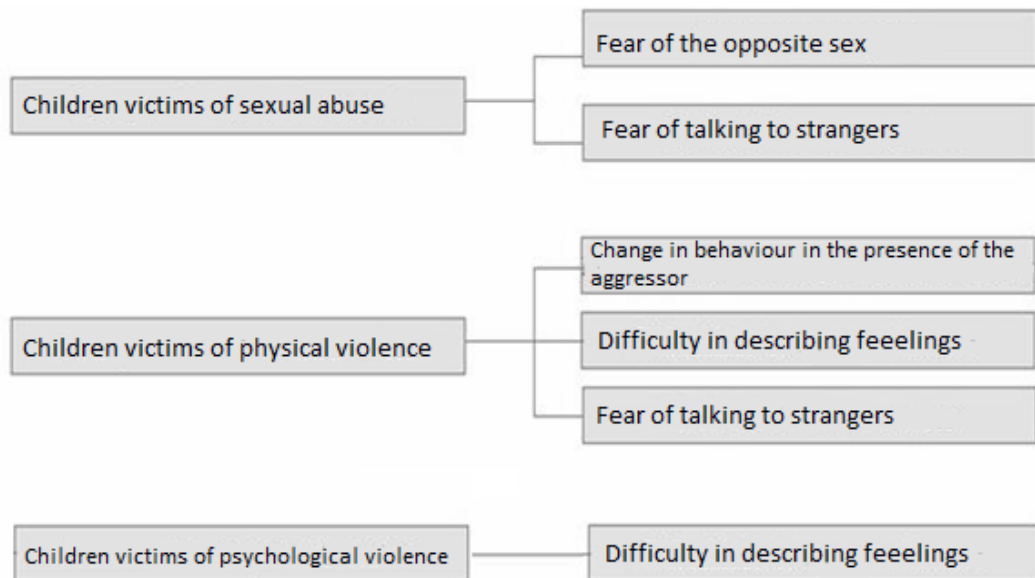 Children victims of sexual abuse
Fear of the opposite sex
Fear of talking to strangers
Children victims of physical violence
Change in behaviour in the presence of the
aggressor
Difficulty in describing feeelings
Fear of talking to strangers
Children victims of psychological violence
Difficulty in describing feeelings